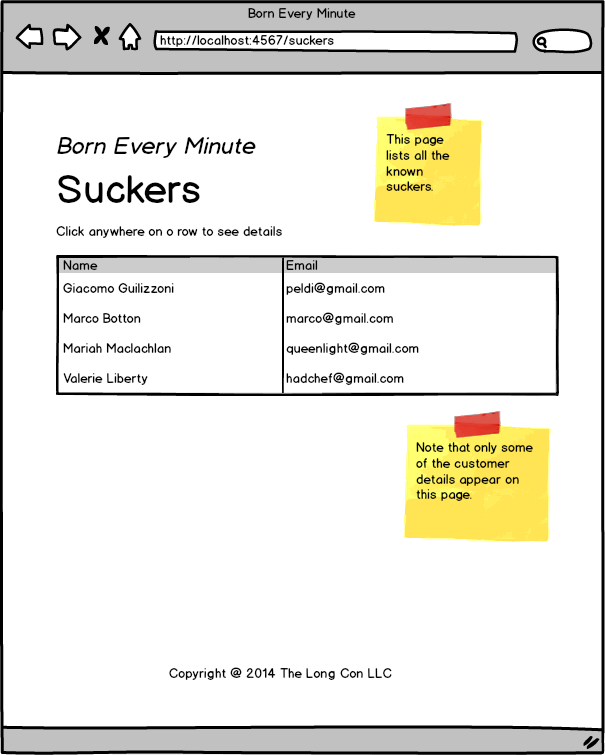 Born Every Minute
http://localhost:4567/suckers
This page
lists all the
known
suckers.
Born Every Minute
Suckers
Click anywhere on o row to see details
Name Email
Giacomo Guilizzoni peldi@gmail.com
Marco Botton marco@gmail.com
Mariah Maclachlan queenlight@gmail.com
Valerie Liberty hadchef@gmail.com
Note that only some
of the customer
details appear on
this page.
Copyright @ 2014 The Long Con LLC